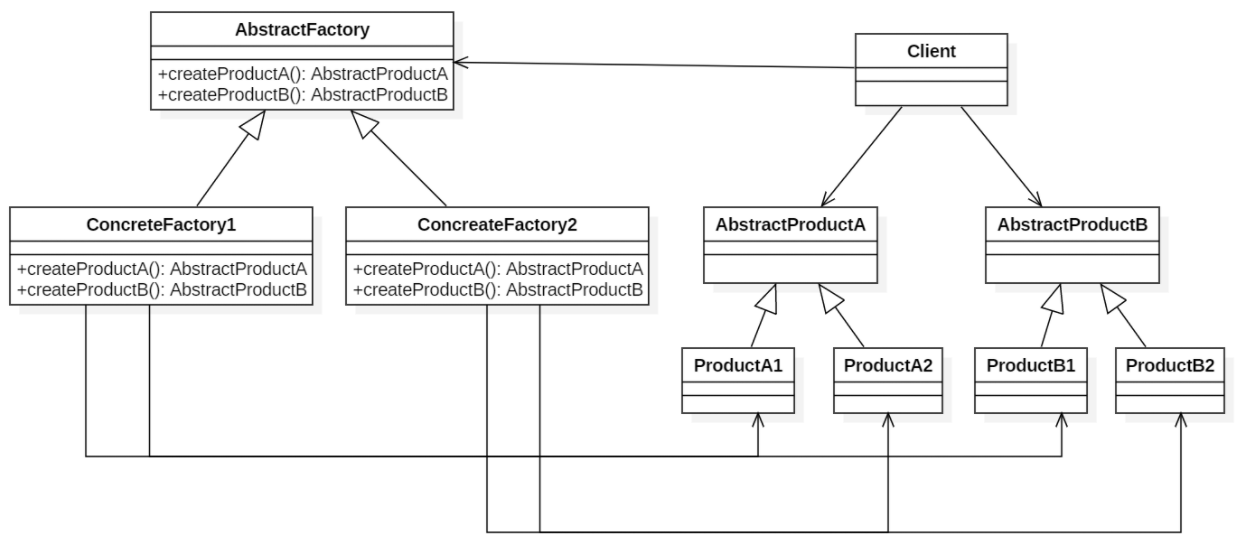 AbstractFactory
+createProductA(): AbstractProductA
+createProductB(): AbstractProductB
Client
ConcreteFactory1
+createProductA(): AbstractProductA
+createProductB(): AbstractProductB
ConcreateFactory2
+createProductA(): AbstractProductA
+createProductB(): AbstractProductB
AbstractProductA
AbstractProductB
ProductA1
ProductA2
ProductB1
ProductB2